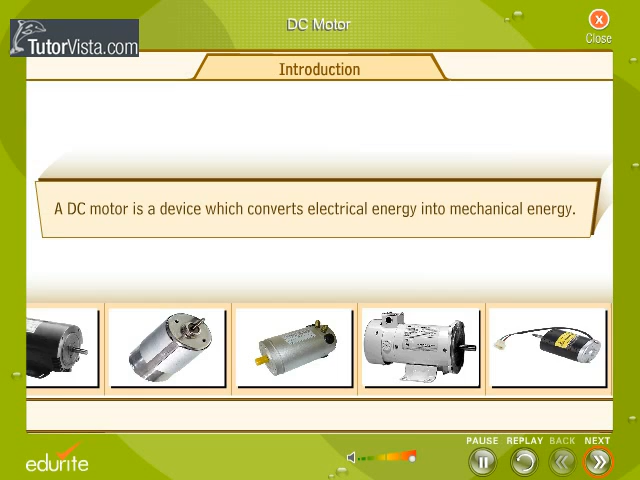 DC Motor
TutorVista.com
Close
Introduction
A DC motor is a device which converts electrical energy into mechanical energy.
PAUSE REPLAY BACK NEXT
edurite